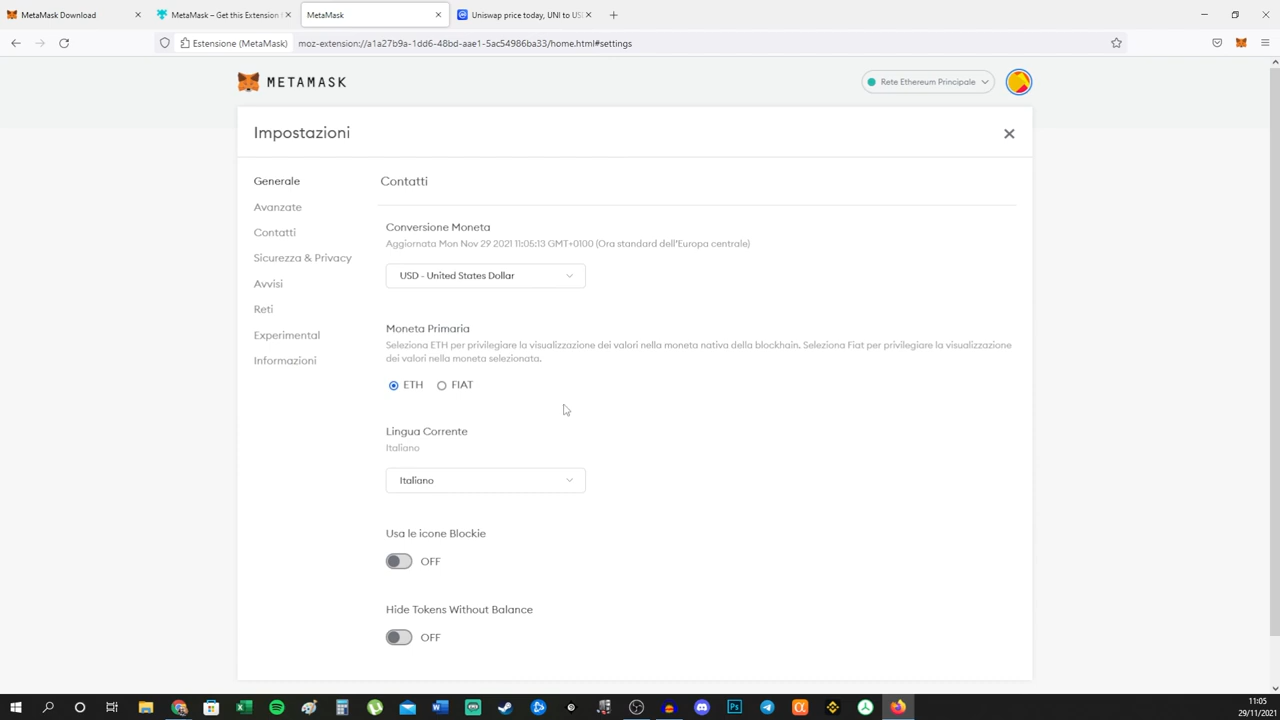 MetaMask Download
MetaMask – Get this Extension f
MetaMask
Uniswap price today, UNI to US
Estensione (MetaMask)
moz-extension://a1a27b9a-1dd6-48bd-aae1-5ac54986ba33/home.html#settings
METAMASK
Rete Ethereum Principale
Impostazioni
Generale
Avanzate
Contatti
Sicurezza & Privacy
Avvisi
Reti
Experimental
Informazioni
Contatti
Conversione Moneta
Aggiornata Mon Nov 29 2021 11:05:13 GMT+0100 (Ora standard dell'Europa centrale)
USD - United States Dollar
Moneta Primaria
Seleziona ETH per privilegiare la visualizzazione dei valori nella moneta nativa della blockhain. Seleziona Fiat per privilegiare la visualizzazione
dei valori nella moneta selezionata.
ETH FIAT
Lingua Corrente
Italiano
Italiano
Usa le icone Blockie
OFF
Hide Tokens Without Balance
OFF
11:05
29/11/2021